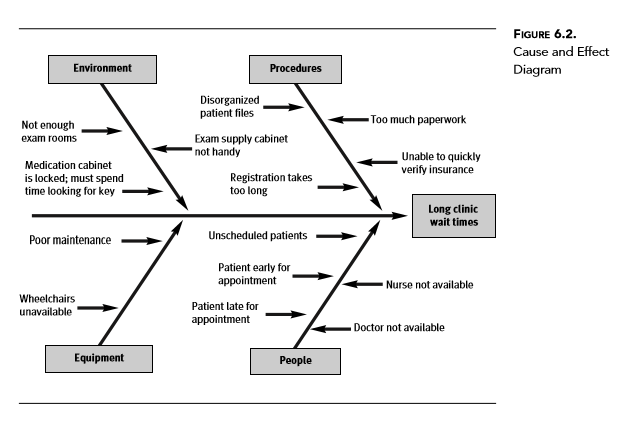 FIGURE 6.2.
Cause and Effect
Diagram
Environment
Procedures
Disorganized
patient files
Too much paperwork
Not enough
exam rooms
Exam supply cabinet
not handy
Unable to quickly
verify insurance
Medication cabinet
is locked; must spend
time looking for key
Registration takes
too long
Long clinic
wait times
Poor maintenance
Unscheduled patients
Patient early for
appointment
Nurse not available
Wheelchairs
unavailable
Patient late for
appointment
Doctor not available
Equipment
People